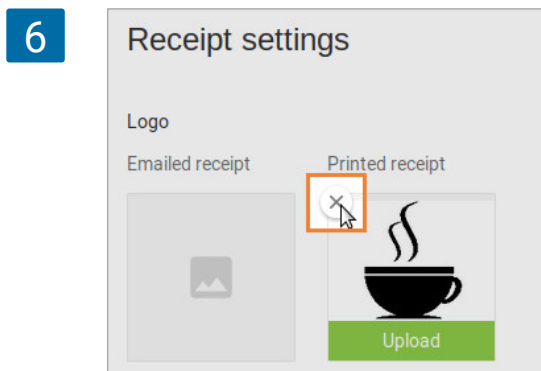 6
Receipt settings
Logo
Emailed receipt
Printed receipt
Upload